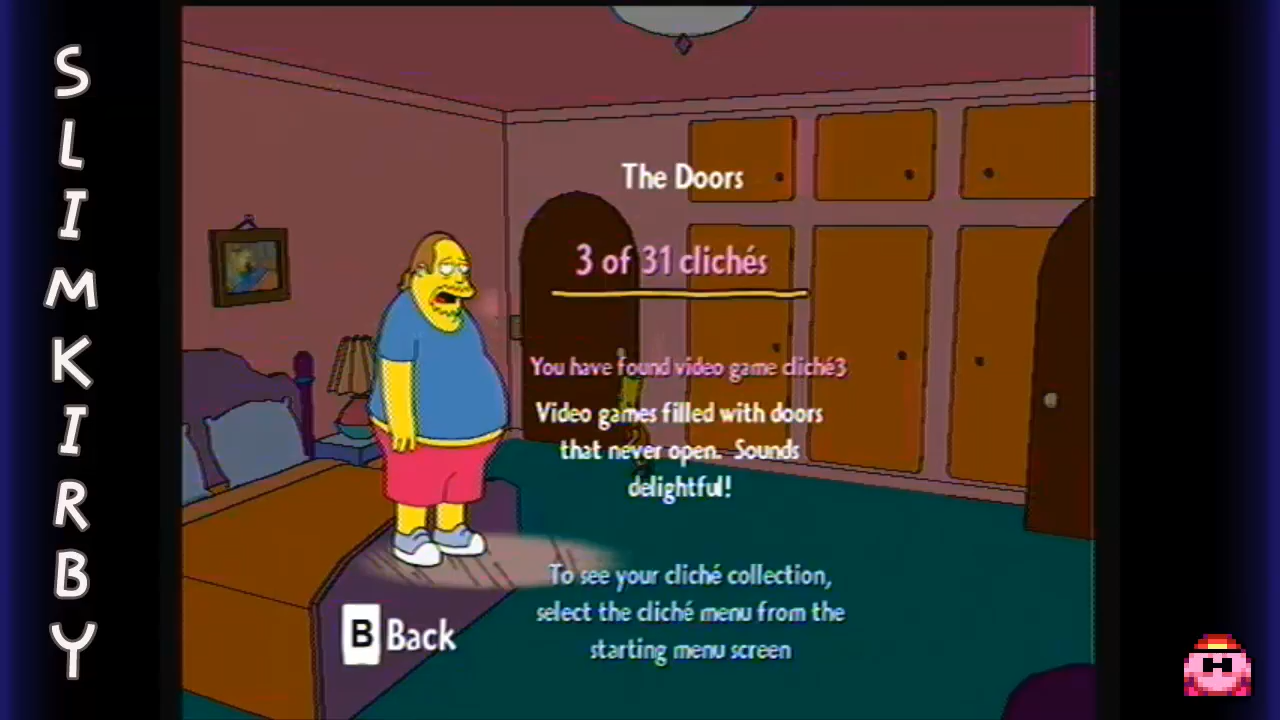 SLIMKIRBY
The Doors
3 of 31 clichés
You have found video game cliché3
Video games filled with doors
that never open.  Sounds
delightful!
To see your cliché collection,
select the cliché menu from the
starting menu screen
B Back